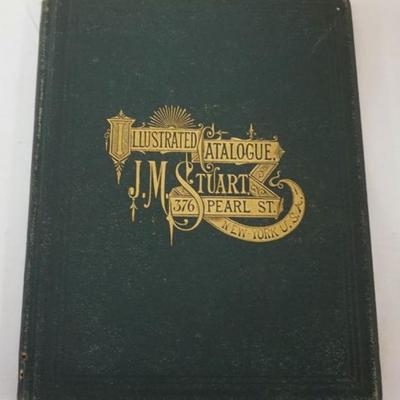 ILLUSTRATED CATALOGUE.
J.M. STUART.
376 PEARL ST.
NEW-YORK U.S.A.